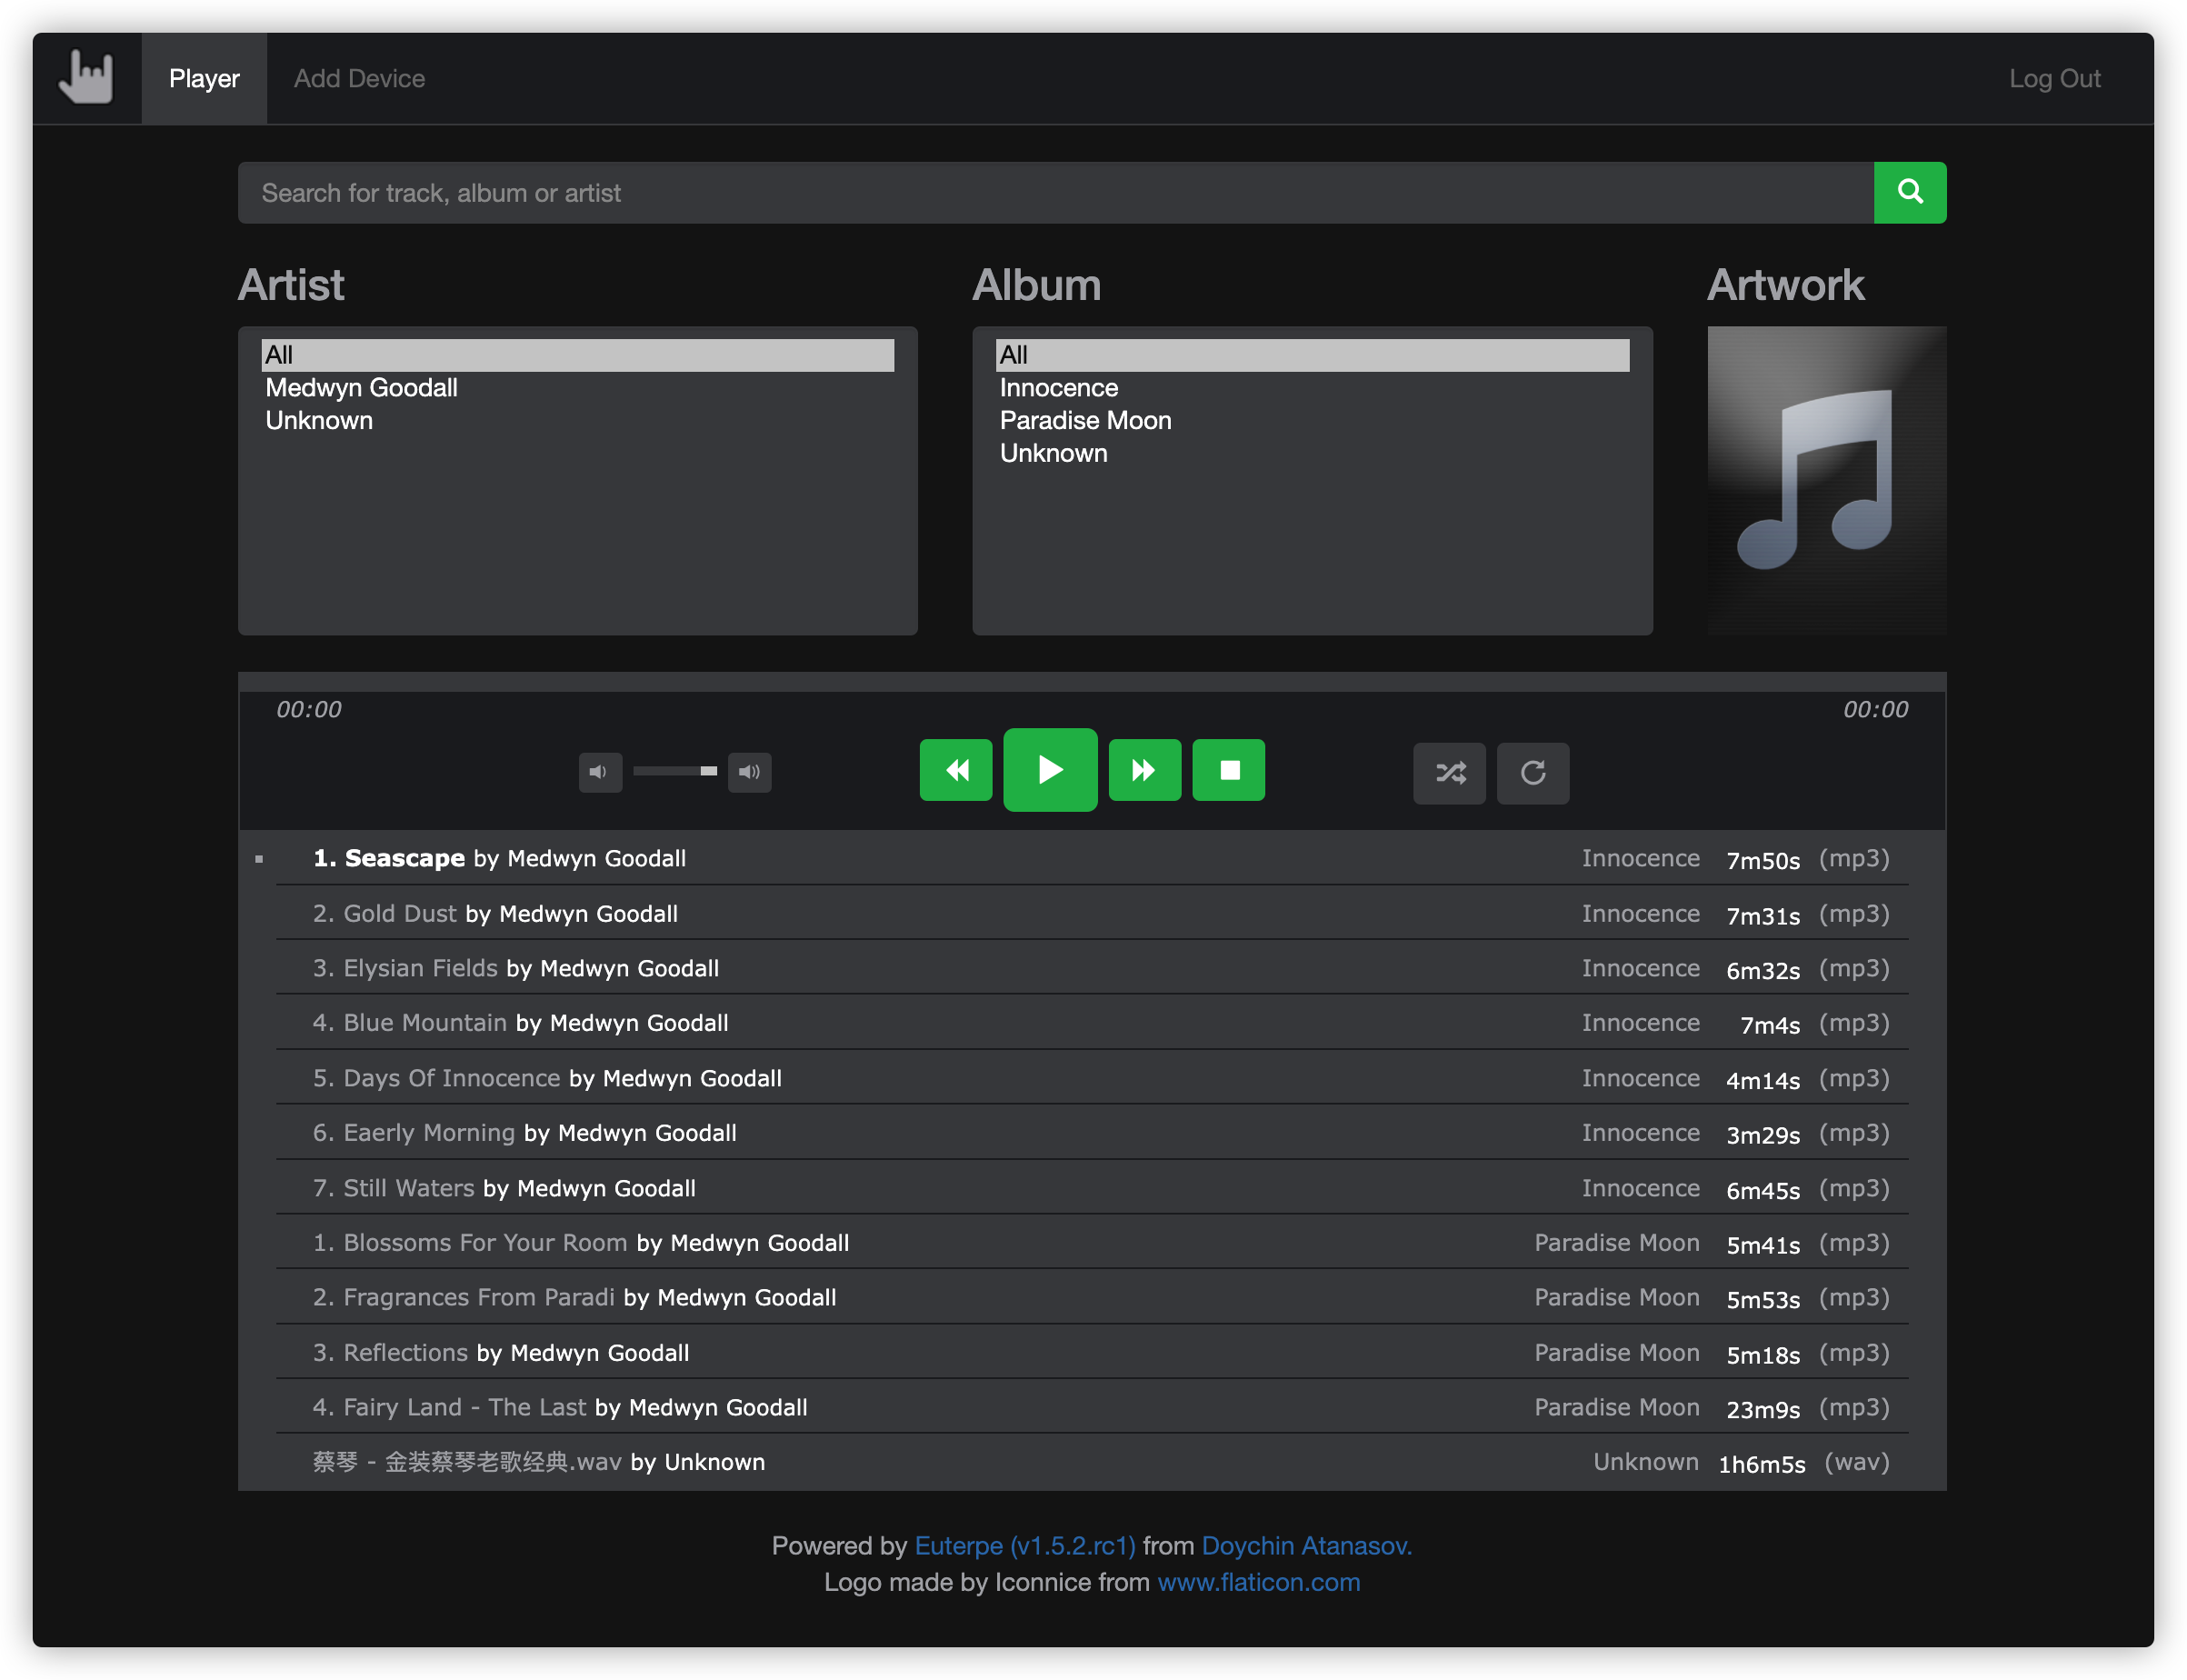 Player Add Device Log Out
Search for track, album or artist
Artist Album Artwork
All
Medwyn Goodall
Unknown
All
Innocence
Paradise Moon
Unknown
00:00 00:00
1. Seascape by Medwyn Goodall Innocence 7m50s (mp3)
2. Gold Dust by Medwyn Goodall Innocence 7m31s (mp3)
3. Elysian Fields by Medwyn Goodall Innocence 6m32s (mp3)
4. Blue Mountain by Medwyn Goodall Innocence 7m4s (mp3)
5. Days Of Innocence by Medwyn Goodall Innocence 4m14s (mp3)
6. Eaerly Morning by Medwyn Goodall Innocence 3m29s (mp3)
7. Still Waters by Medwyn Goodall Innocence 6m45s (mp3)
1. Blossoms For Your Room by Medwyn Goodall Paradise Moon 5m41s (mp3)
2. Fragrances From Paradi by Medwyn Goodall Paradise Moon 5m53s (mp3)
3. Reflections by Medwyn Goodall Paradise Moon 5m18s (mp3)
4. Fairy Land - The Last by Medwyn Goodall Paradise Moon 23m9s (mp3)
蔡琴 - 金装蔡琴老歌经典.wav by Unknown Unknown 1h6m5s (wav)
Powered by Euterpe (v1.5.2.rc1) from Doychin Atanasov.
Logo made by Iconnice from www.flaticon.com